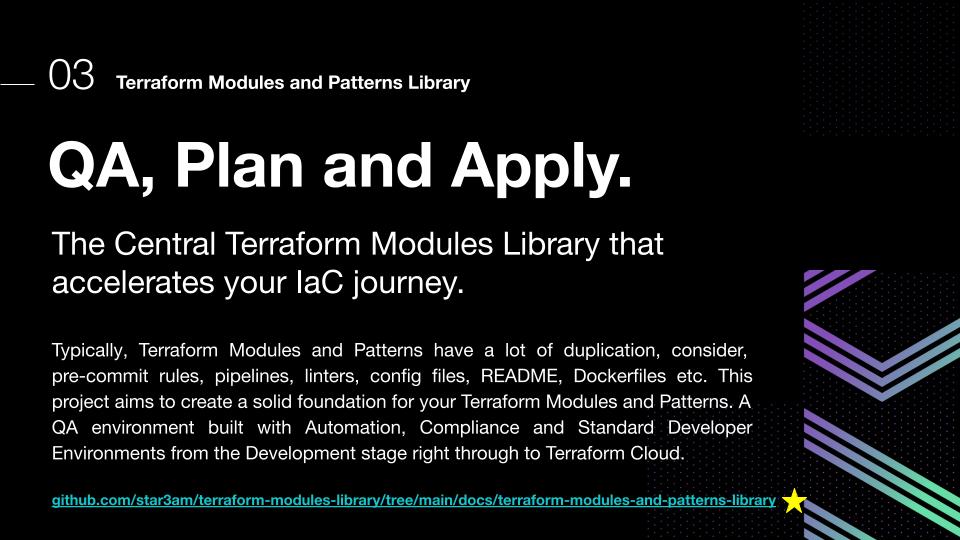 03 Terraform Modules and Patterns Library
QA, Plan and Apply.
The Central Terraform Modules Library that
accelerates your IaC journey.
Typically, Terraform Modules and Patterns have a lot of duplication, consider,
pre-commit rules, pipelines, linters, config files, README, Dockerfiles etc. This
project aims to create a solid foundation for your Terraform Modules and Patterns. A
QA environment built with Automation, Compliance and Standard Developer
Environments from the Development stage right through to Terraform Cloud.
github.com/star3am/terraform-modules-library/tree/main/docs/terraform-modules-and-patterns-library